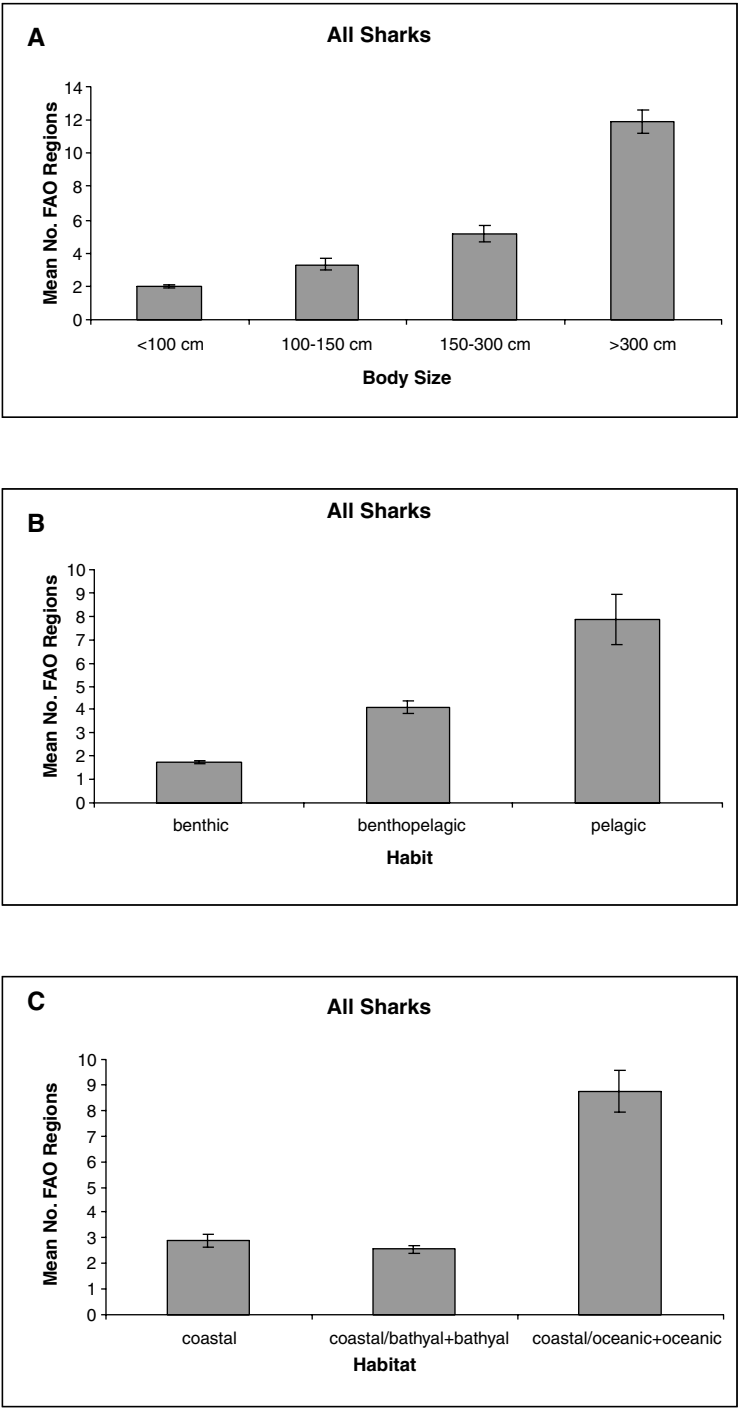 A
All Sharks
Mean No. FAO Regions
14
12
10
8
6
4
2
0
<100 cm 100-150 cm 150-300 cm >300 cm
Body Size
B
All Sharks
Mean No. FAO Regions
10
9
8
7
6
5
4
3
2
1
0
benthic benthopelagic pelagic
Habit
C
All Sharks
Mean No. FAO Regions
10
9
8
7
6
5
4
3
2
1
0
coastal coastal/bathyal+bathyal coastal/oceanic+oceanic
Habitat